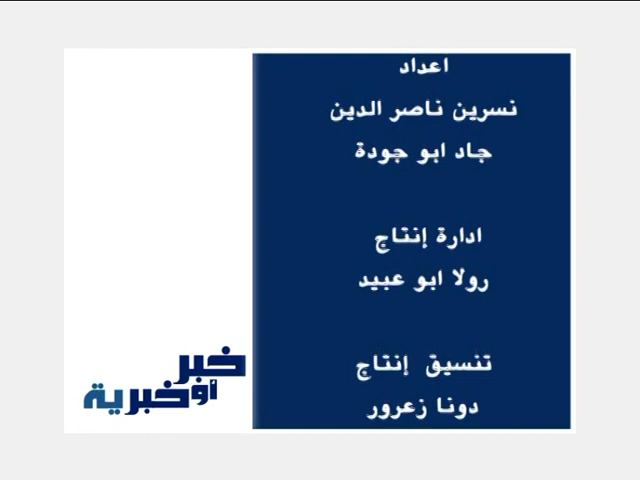 اعداد
نسرين ناصر الدين
جاد ابو جودة
ادارة إنتاج
رولا ابو عبيد
تنسيق إنتاج
دونا زعرور
خبر
أو خبرية